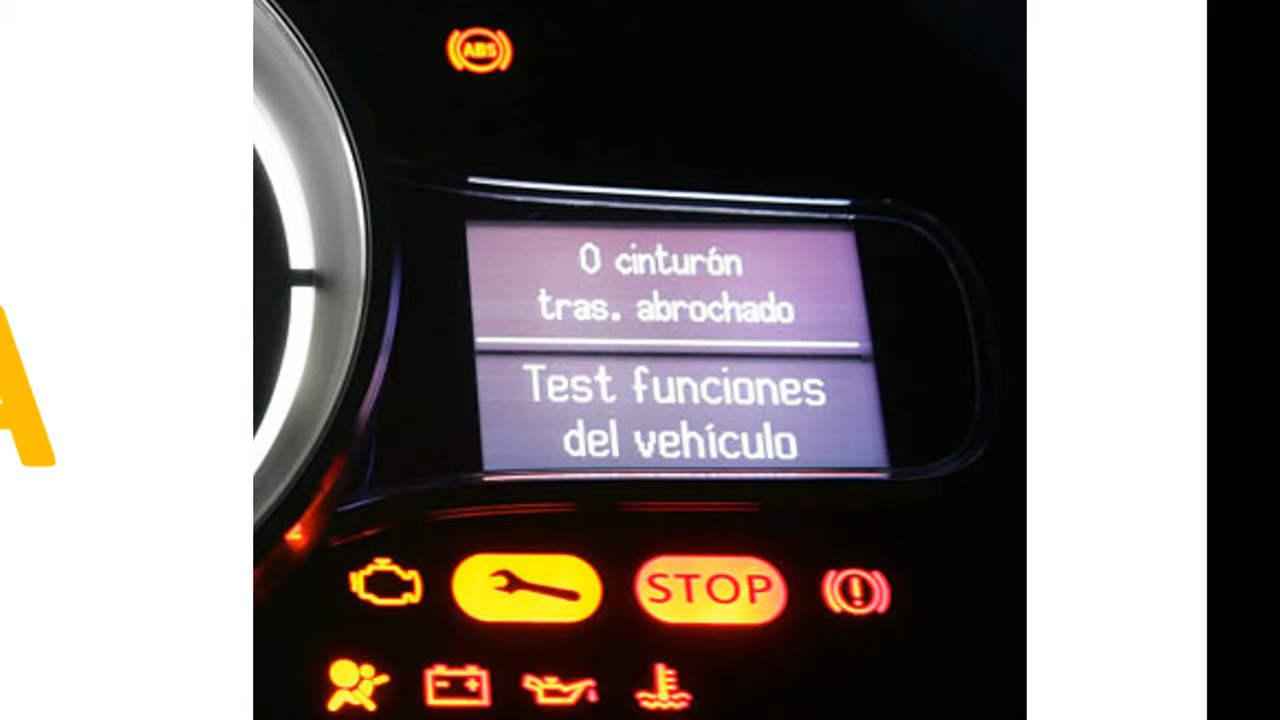 ABS
0 cinturón
tras. abrochado
Test funciones
del vehículo
STOP
A